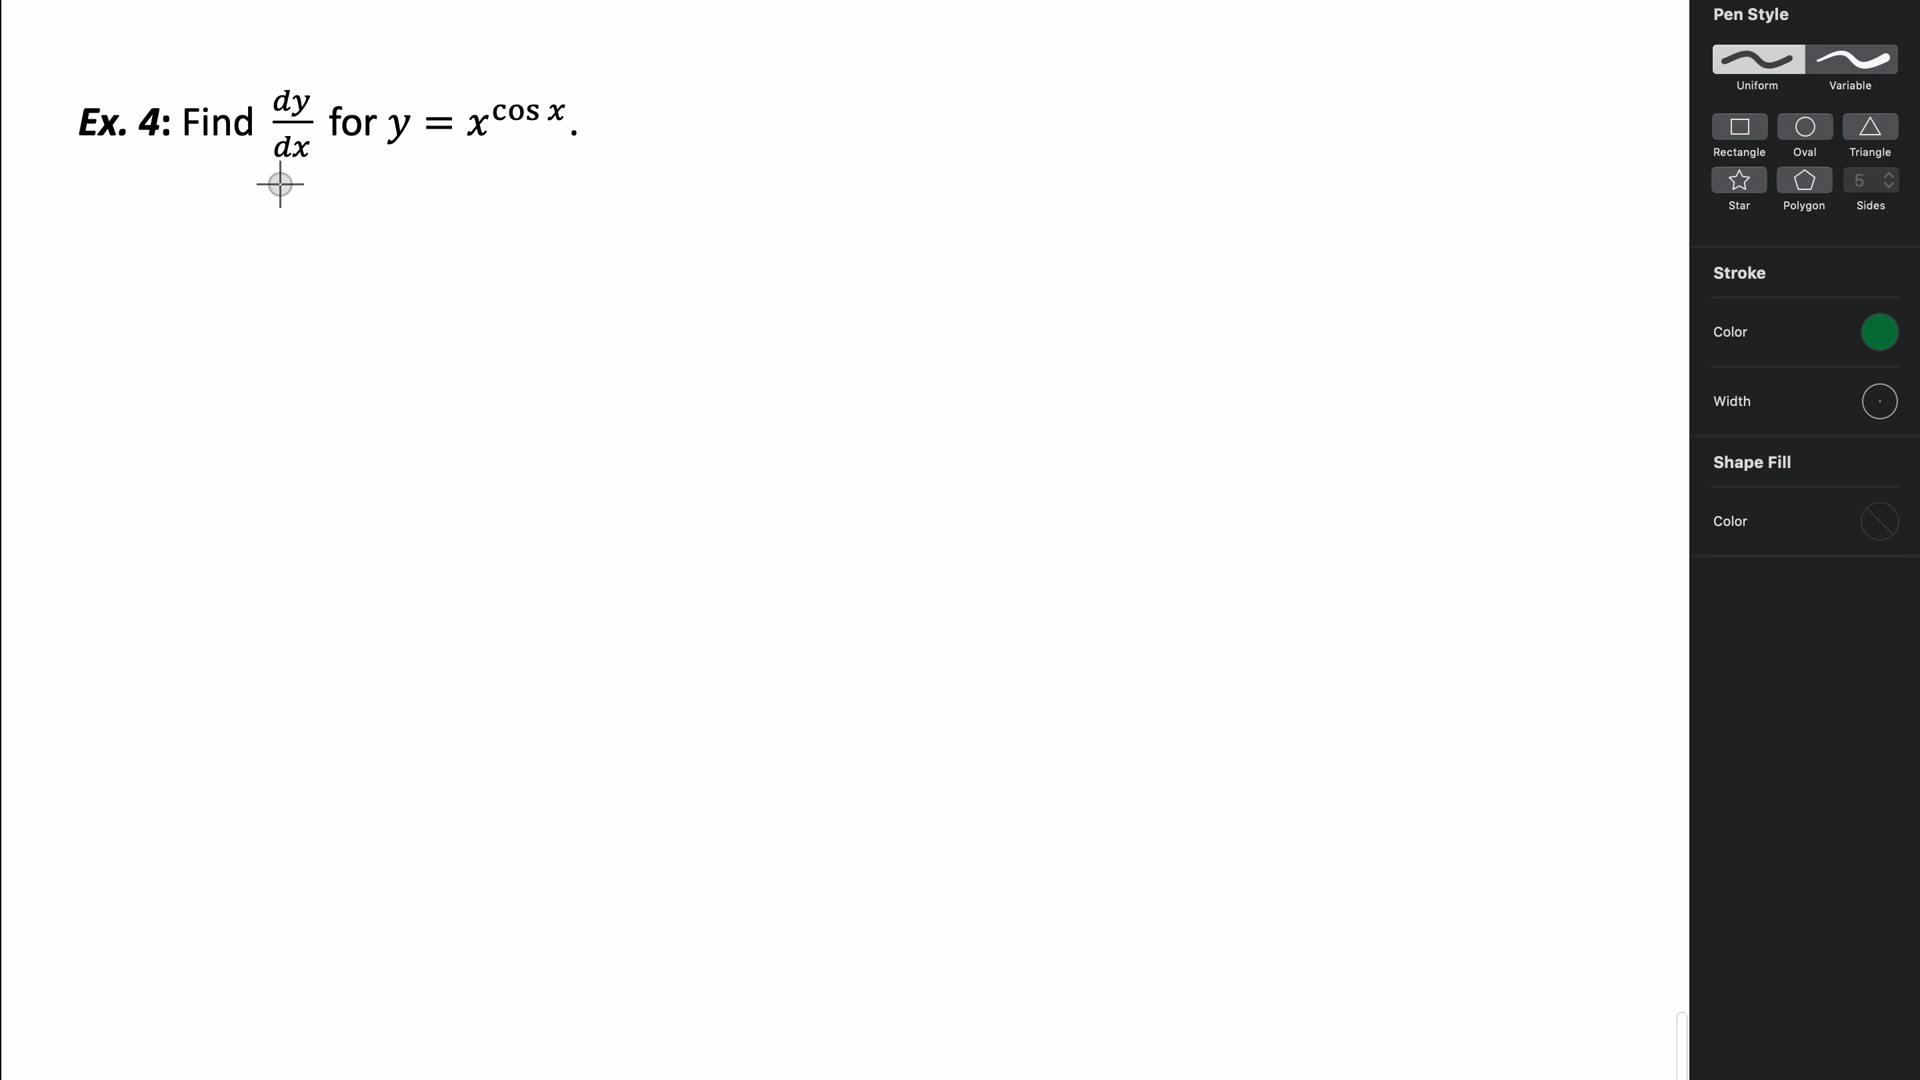 Ex. 4: Find dy/dx for y = x^{cos x}.
Pen Style
Uniform Variable
Rectangle Oval Triangle
5
Star Polygon Sides
Stroke
Color
Width
Shape Fill
Color